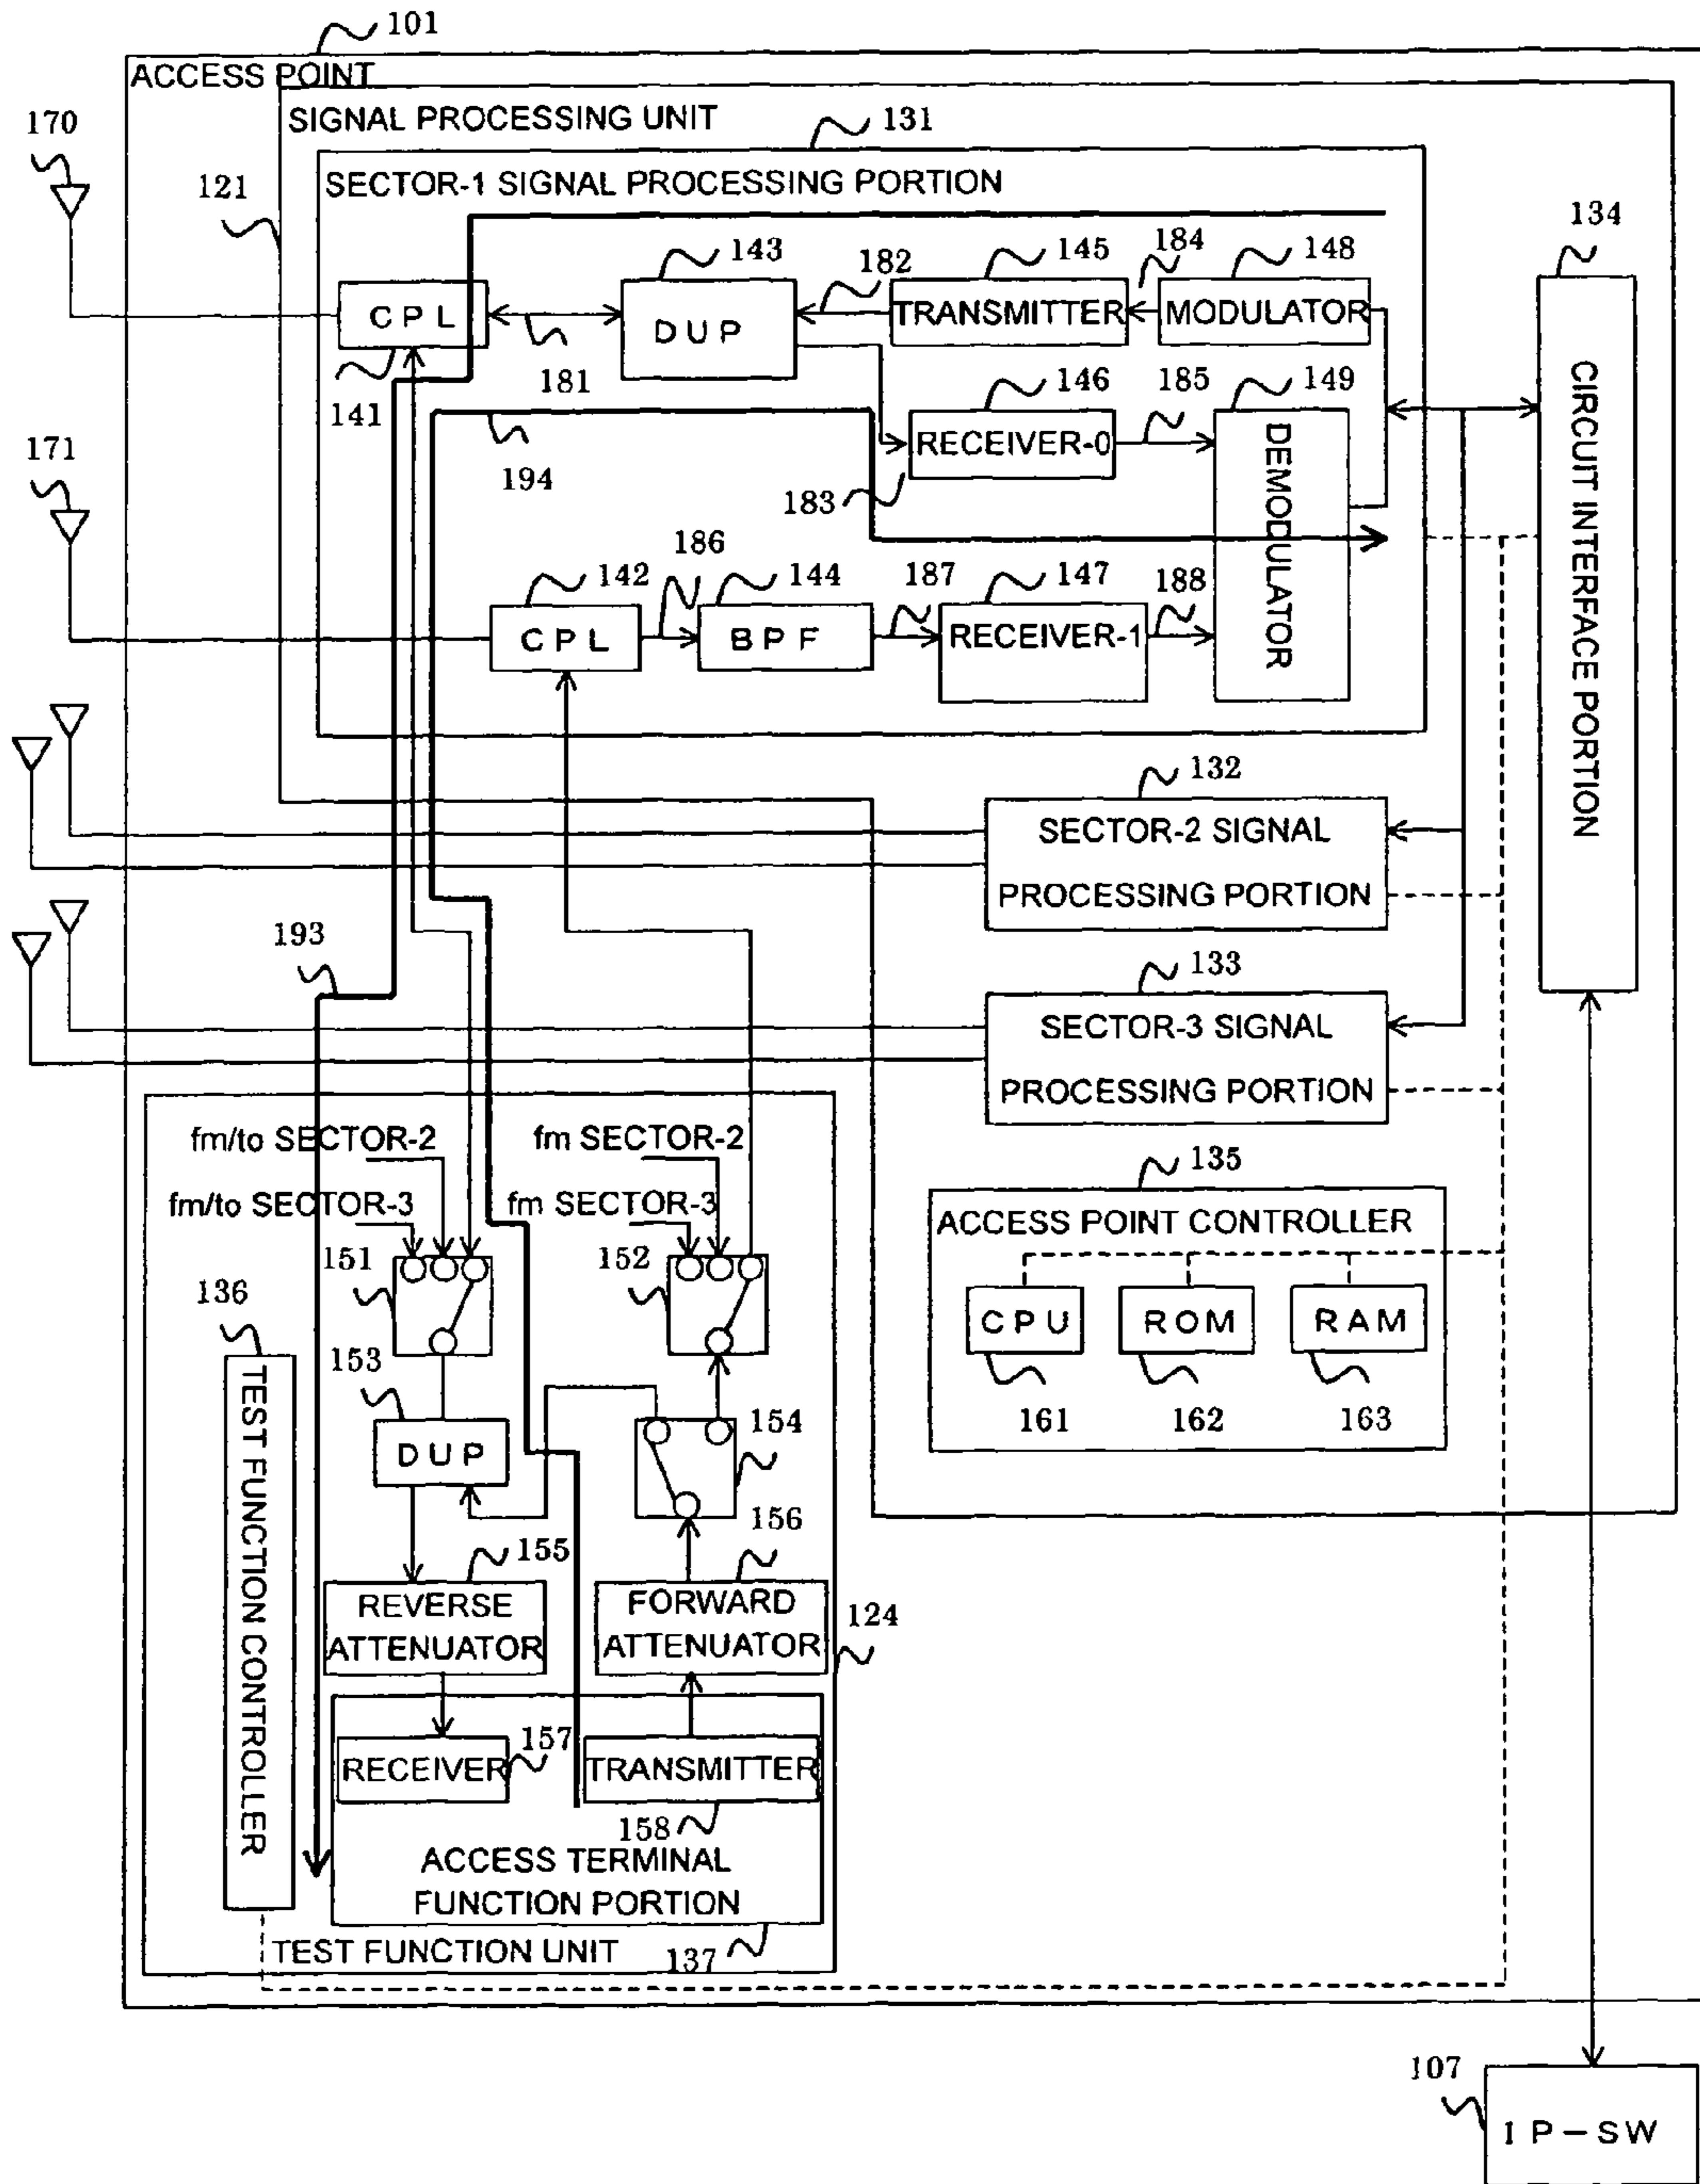 101
ACCESS POINT
170
SIGNAL PROCESSING UNIT
131
121
SECTOR-1 SIGNAL PROCESSING PORTION
134
143
182
145
184
148
CPL
DUP
TRANSMITTER
MODULATOR
141
181
146
185
149
171
194
RECEIVER-0
183
DEMODULATOR
CIRCUIT INTERFACE PORTION
142
186
144
187
147
188
CPL
BPF
RECEIVER-1
132
SECTOR-2 SIGNAL
PROCESSING PORTION
193
133
SECTOR-3 SIGNAL
PROCESSING PORTION
fm/to SECTOR-2
fm SECTOR-2
fm/to SECTOR-3
fm SECTOR-3
135
ACCESS POINT CONTROLLER
151
152
136
CPU
ROM
RAM
153
161
162
163
154
DUP
TEST FUNCTION CONTROLLER
156
155
REVERSE
ATTENUATOR
FORWARD
ATTENUATOR
124
157
RECEIVER
TRANSMITTER
158
ACCESS TERMINAL
FUNCTION PORTION
TEST FUNCTION UNIT
137
107
IP-SW